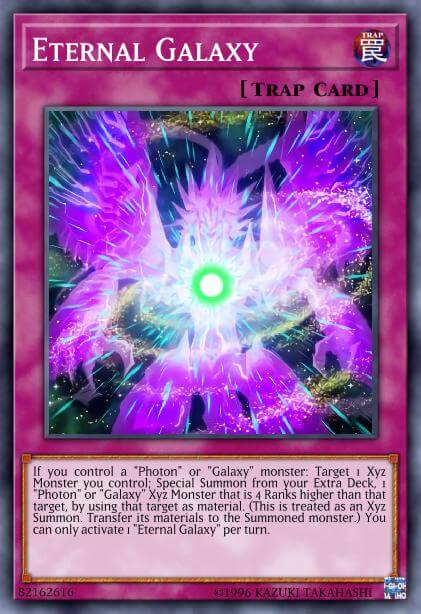 ETERNAL GALAXY
TRAP
罠
[TRAP CARD]
If you control a "Photon" or "Galaxy" monster: Target 1 Xyz
Monster you control; Special Summon from your Extra Deck, 1
"Photon" or "Galaxy" Xyz Monster that is 4 Ranks higher than that
target, by using that target as material. (This is treated as an Xyz
Summon. Transfer its materials to the Summoned monster.) You
can only activate 1 "Eternal Galaxy" per turn.
82162616
©1996 KAZUKI TAKAHASHI